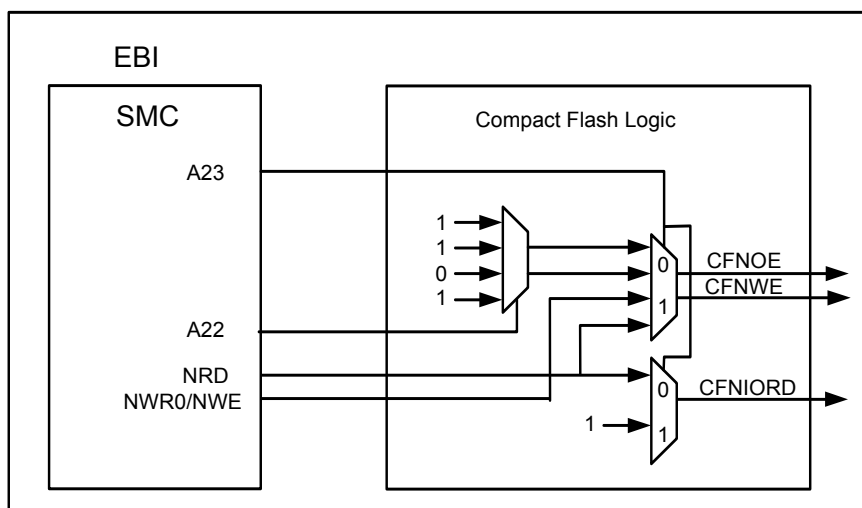 EBI
SMC
Compact Flash Logic
A23
1
1
0
1
0
1
CFNOE
CFNWE
A22
NRD
NWR0/NWE
0
1
1
CFNIORD